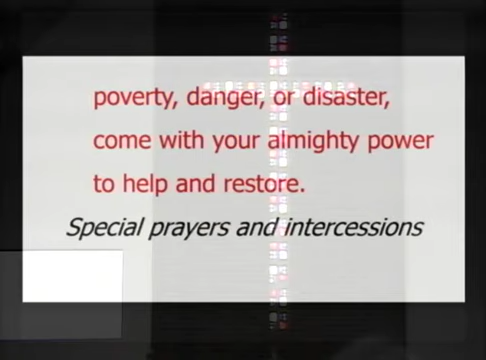 poverty, danger, or disaster,
come with your almighty power
to help and restore.
Special prayers and intercessions